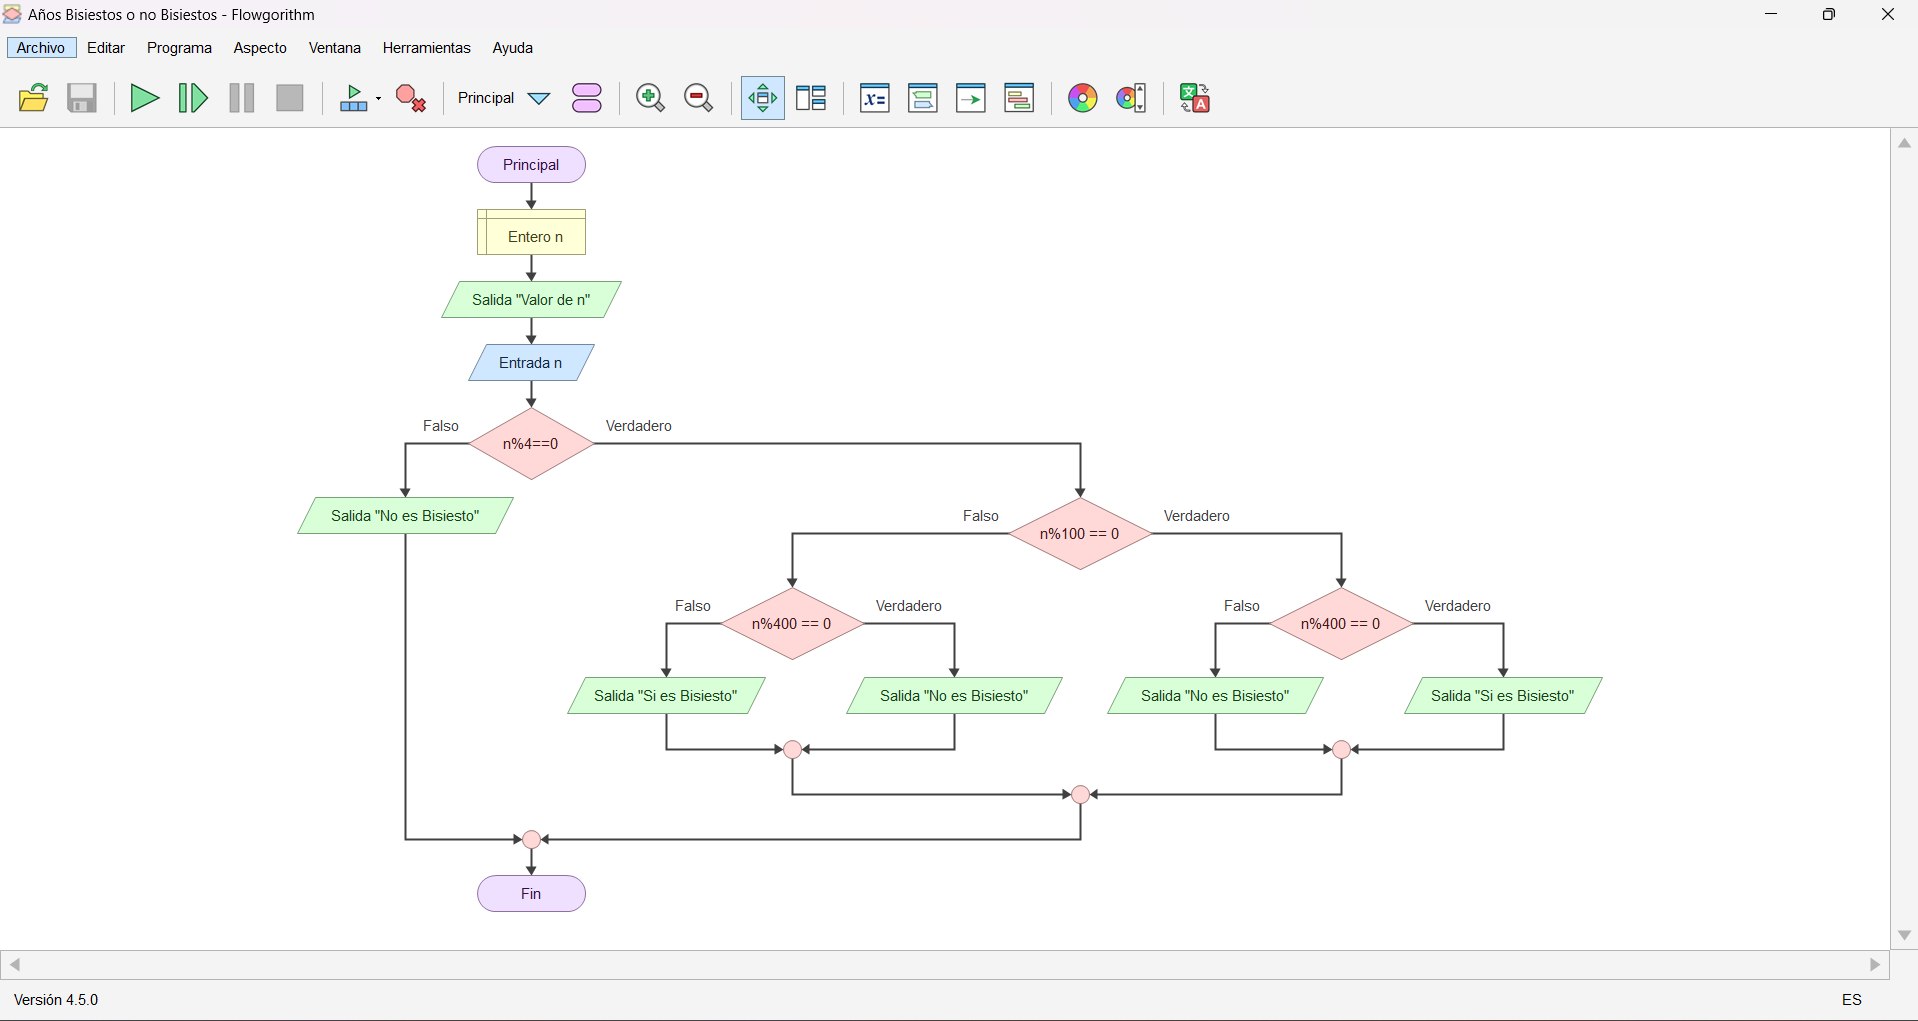 Años Bisiestos o no Bisiestos - Flowgorithm
Archivo Editar Programa Aspecto Ventana Herramientas Ayuda
Principal
Principal
Entero n
Salida "Valor de n"
Entrada n
Falso Verdadero
n%4==0
Salida "No es Bisiesto"
Falso Verdadero
n%100 == 0
Falso Verdadero Falso Verdadero
n%400 == 0 n%400 == 0
Salida "Si es Bisiesto" Salida "No es Bisiesto" Salida "No es Bisiesto" Salida "Si es Bisiesto"
Fin
Versión 4.5.0 ES